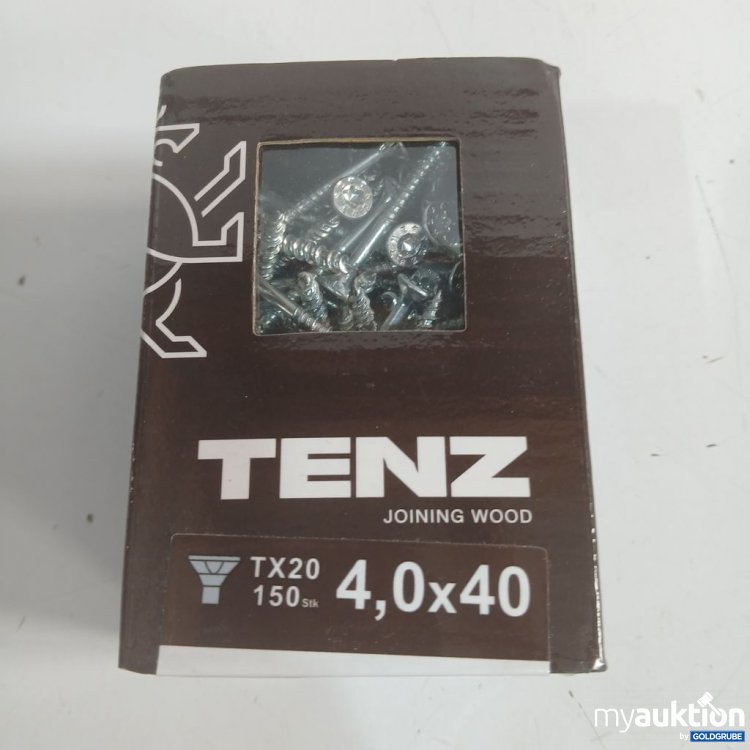 TENZ
JOINING WOOD
TX20
150 Stk
4,0x40
myauktion
by GOLDGRUBE